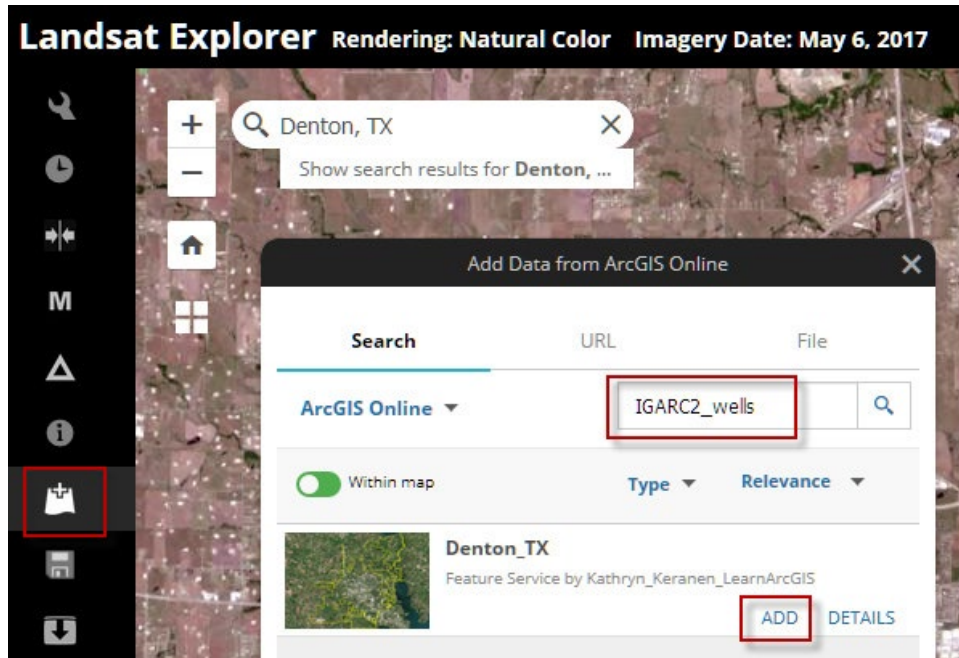 Landsat Explorer Rendering: Natural Color Imagery Date: May 6, 2017
Denton, TX
Show search results for Denton, ...
M
Add Data from ArcGIS Online
Search URL File
ArcGIS Online
IGARC2_wells
Within map Type Relevance
Denton_TX
Feature Service by Kathryn_Keranen_LearnArcGIS
ADD DETAILS